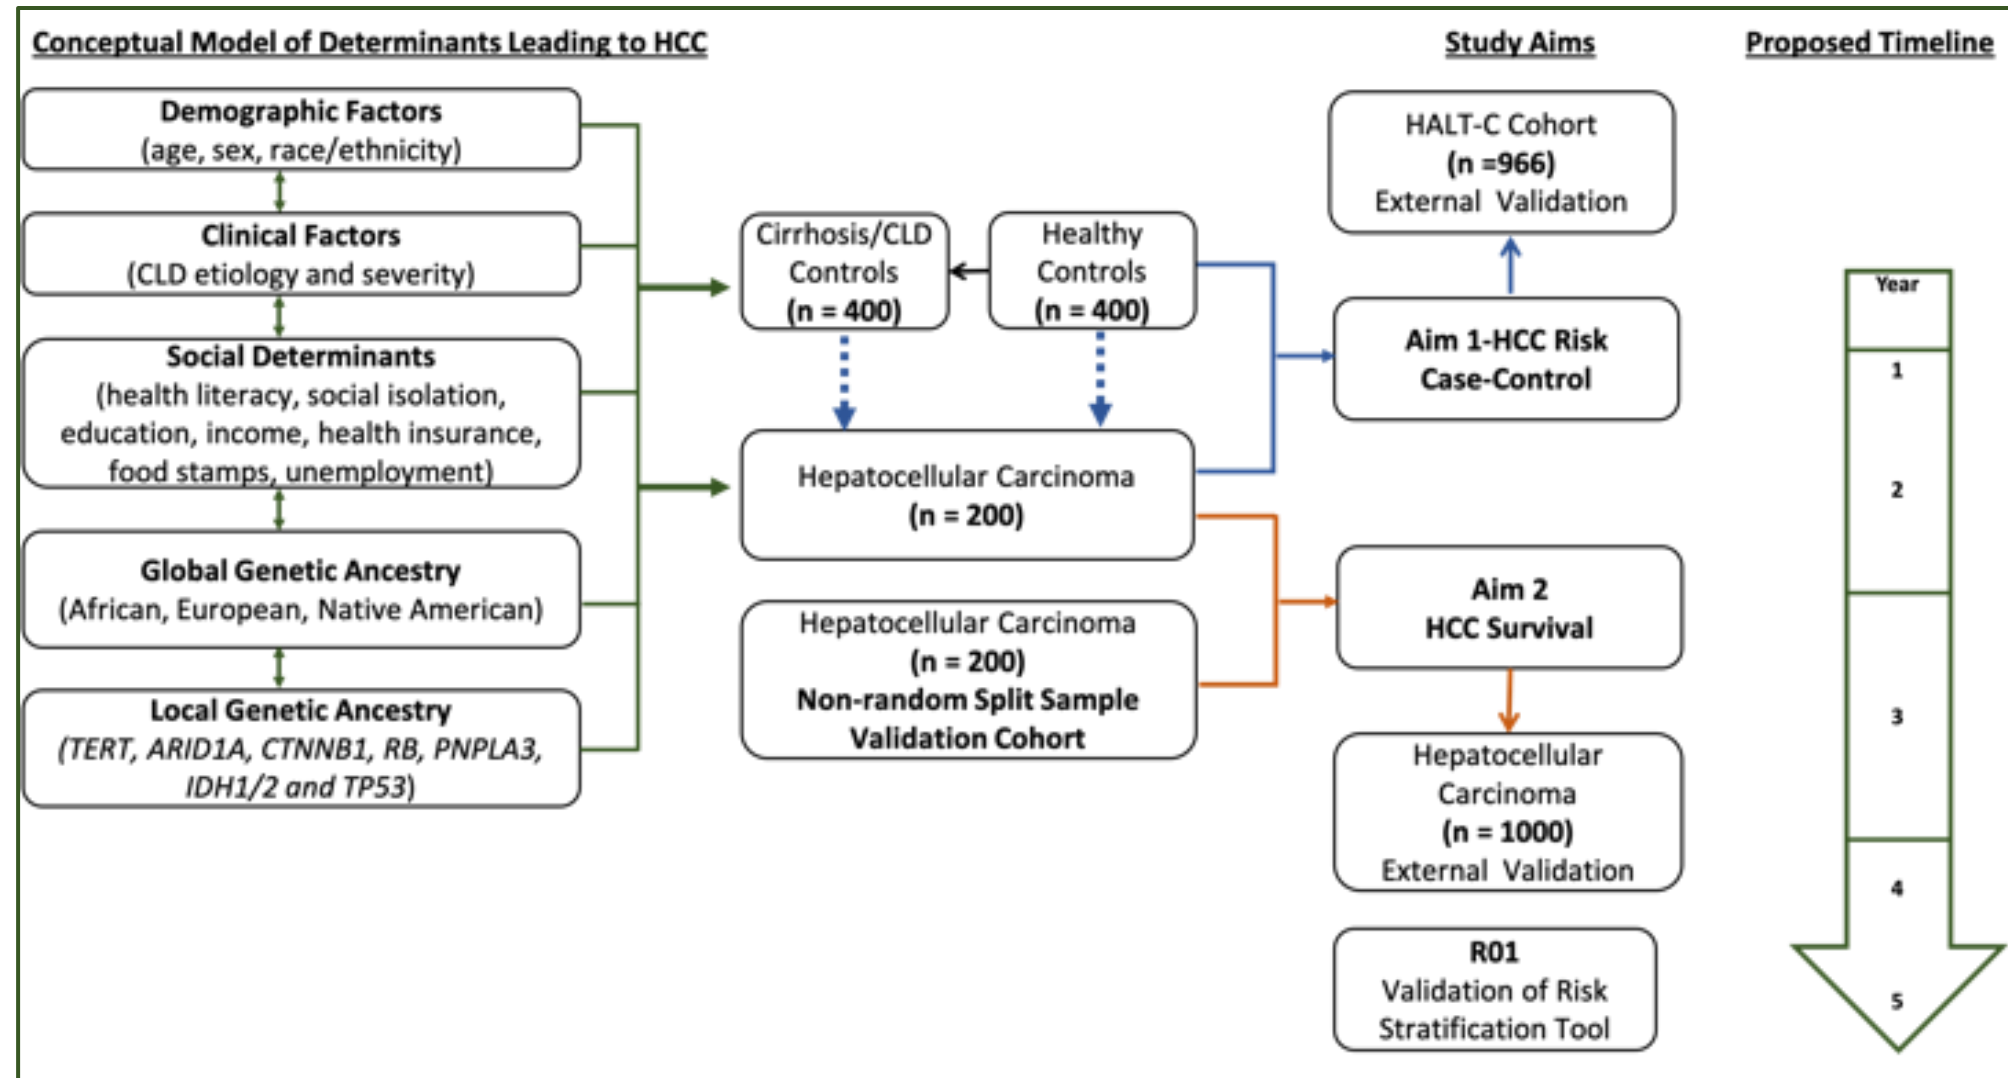 Conceptual Model of Determinants Leading to HCC
Demographic Factors
(age, sex, race/ethnicity)
Clinical Factors
(CLD etiology and severity)
Social Determinants
(health literacy, social isolation,
education, income, health insurance,
food stamps, unemployment)
Global Genetic Ancestry
(African, European, Native American)
Local Genetic Ancestry
(TERT, ARID1A, CTNNB1, RB, PNPLA3,
IDH1/2 and TP53)
Cirrhosis/CLD
Controls
(n = 400)
Healthy
Controls
(n = 400)
Hepatocellular Carcinoma
(n = 200)
Hepatocellular Carcinoma
(n = 200)
Non-random Split Sample
Validation Cohort
Study Aims
HALT-C Cohort
(n =966)
External Validation
Aim 1-HCC Risk
Case-Control
Aim 2
HCC Survival
Hepatocellular
Carcinoma
(n = 1000)
External Validation
R01
Validation of Risk
Stratification Tool
Proposed Timeline
Year
1
2
3
4
5